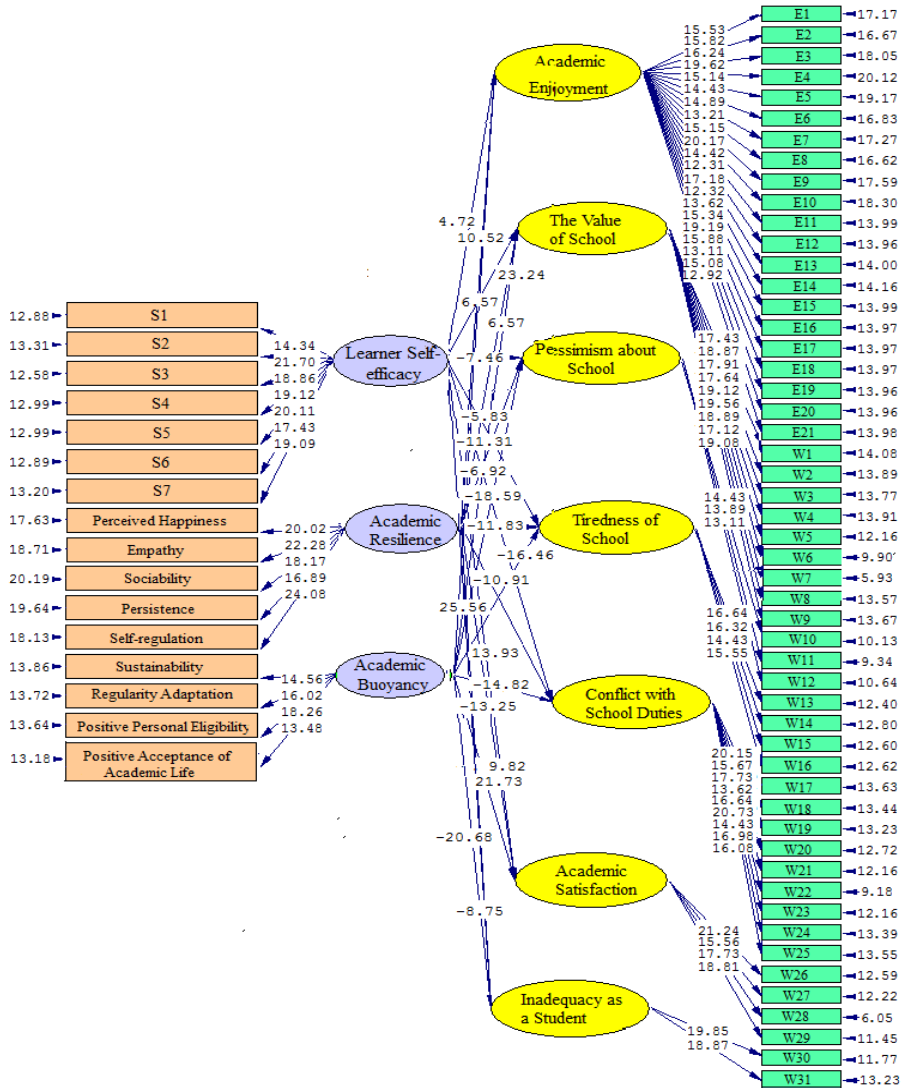 12.88 S1
13.31 S2
12.58 S3
12.99 S4
12.99 S5
12.89 S6
13.20 S7
17.63 Perceived Happiness
18.71 Empathy
20.19 Sociability
19.64 Persistence
18.13 Self-regulation
13.86 Sustainability
13.72 Regularity Adaptation
13.64 Positive Personal Eligibility
13.18 Positive Acceptance of
Academic Life
14.34
21.70
18.86
19.12
20.11
17.43
19.09
20.02
22.28
18.17
16.89
24.08
14.56
16.02
18.26
13.48
Learner Self-
efficacy
Academic
Resilience
Academic
Buoyancy
4.72
10.52
23.24
6.57
6.57
-7.46
-5.83
-11.31
-6.92
-18.59
-11.83
-16.46
-10.91
25.56
13.93
-14.82
-13.25
9.82
21.73
-20.68
-8.75
Academic
Enjioyment
The Value
of School
Pessimism about
School
Tiredness of
School
Conflict with
School Duties
Academic
Satisfaction
Inadequacy as
a Student
15.53
15.82
16.24
19.62
15.14
14.43
14.89
13.21
15.15
20.17
14.42
12.31
17.18
12.32
13.62
15.34
19.19
15.88
13.11
15.08
12.92
17.43
18.87
17.91
17.64
19.12
19.56
18.89
17.12
19.08
14.43
13.89
13.11
16.64
16.32
14.43
15.55
20.15
15.67
17.73
13.62
16.64
20.73
14.43
16.98
16.08
21.24
15.56
17.73
18.81
19.85
18.87
E1 17.17
E2 16.67
E3 18.05
E4 20.12
E5 19.17
E6 16.83
E7 17.27
E8 16.62
E9 17.59
E10 18.30
E11 13.99
E12 13.96
E13 14.00
E14 14.16
E15 13.99
E16 13.97
E17 13.97
E18 13.97
E19 13.96
E20 13.96
E21 13.98
W1 14.08
W2 13.89
W3 13.77
W4 13.91
W5 12.16
W6 9.90
W7 5.93
W8 13.57
W9 13.67
W10 10.13
W11 9.34
W12 10.64
W13 12.40
W14 12.80
W15 12.60
W16 12.62
W17 13.63
W18 13.44
W19 13.23
W20 12.72
W21 12.16
W22 9.18
W23 12.16
W24 13.39
W25 13.55
W26 12.59
W27 12.22
W28 6.05
W29 11.45
W30 11.77
W31 13.23